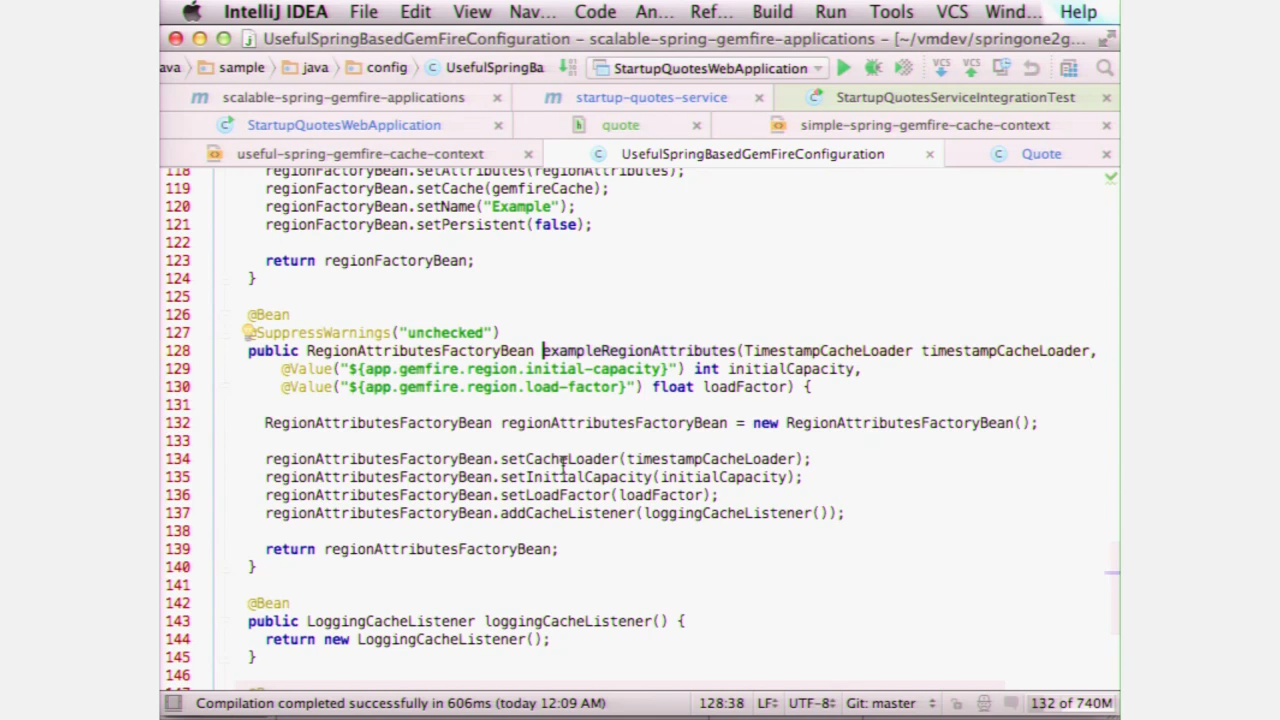 IntelliJ IDEA File Edit View Nav... Code An... Ref... Build Run Tools VCS Wind... Help
UsefulSpringBasedGemFireConfiguration – scalable-spring-gemfire-applications – [~/vmdev/springone2g...
ava sample java config UsefulSpringBa StartupQuotesWebApplication VCS VCS
scalable-spring-gemfire-applications startup-quotes-service StartupQuotesServiceIntegrationTest
StartupQuotesWebApplication quote simple-spring-gemfire-cache-context
useful-spring-gemfire-cache-context UsefulSpringBasedGemFireConfiguration Quote
118 regionFactoryBean.setAttributes(regionAttributes);
119 regionFactoryBean.setCache(gemfireCache);
120 regionFactoryBean.setName("Example");
121 regionFactoryBean.setPersistent(false);
122
123 return regionFactoryBean;
124 }
125
126 @Bean
127 @SuppressWarnings("unchecked")
128 public RegionAttributesFactoryBean exampleRegionAttributes(TimestampCacheLoader timestampCacheLoader,
129 @Value("${app.gemfire.region.initial-capacity}") int initialCapacity,
130 @Value("${app.gemfire.region.load-factor}") float loadFactor) {
131
132 RegionAttributesFactoryBean regionAttributesFactoryBean = new RegionAttributesFactoryBean();
133
134 regionAttributesFactoryBean.setCacheLoader(timestampCacheLoader);
135 regionAttributesFactoryBean.setInitialCapacity(initialCapacity);
136 regionAttributesFactoryBean.setLoadFactor(loadFactor);
137 regionAttributesFactoryBean.addCacheListener(loggingCacheListener());
138
139 return regionAttributesFactoryBean;
140 }
141
142 @Bean
143 public LoggingCacheListener loggingCacheListener() {
144 return new LoggingCacheListener();
145 }
146
Compilation completed successfully in 606ms (today 12:09 AM) 128:38 LF UTF-8 Git: master 132 of 740M